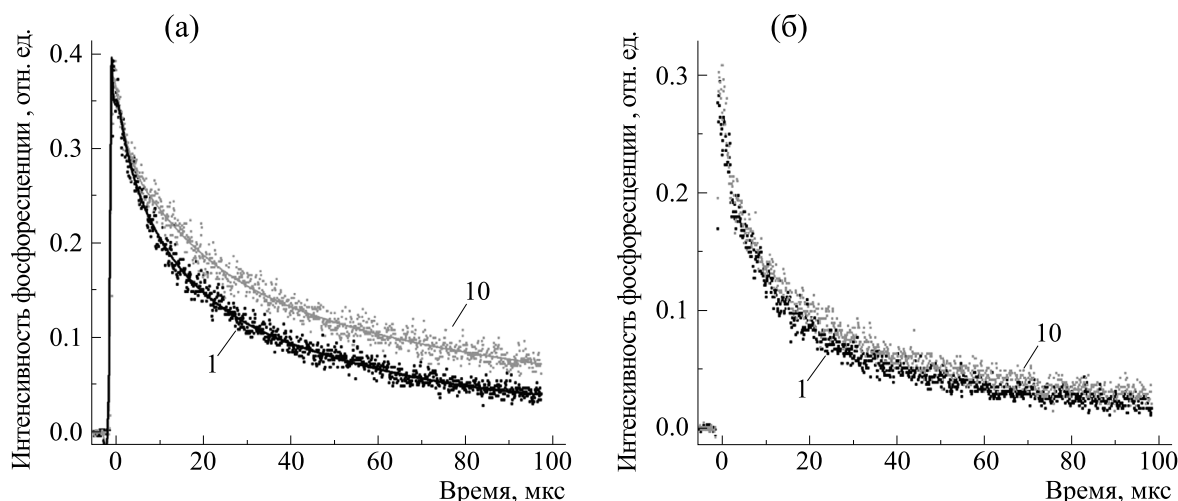 (а)
Интенсивность фосфоресценции , отн. ед.
0.4
0.3
0.2
0.1
0.0
10
1
0 20 40 60 80 100
Время, мкс
(б)
Интенсивность фосфоресценции , отн. ед.
0.3
0.2
0.1
0.0
10
1
0 20 40 60 80 100
Время, мкс